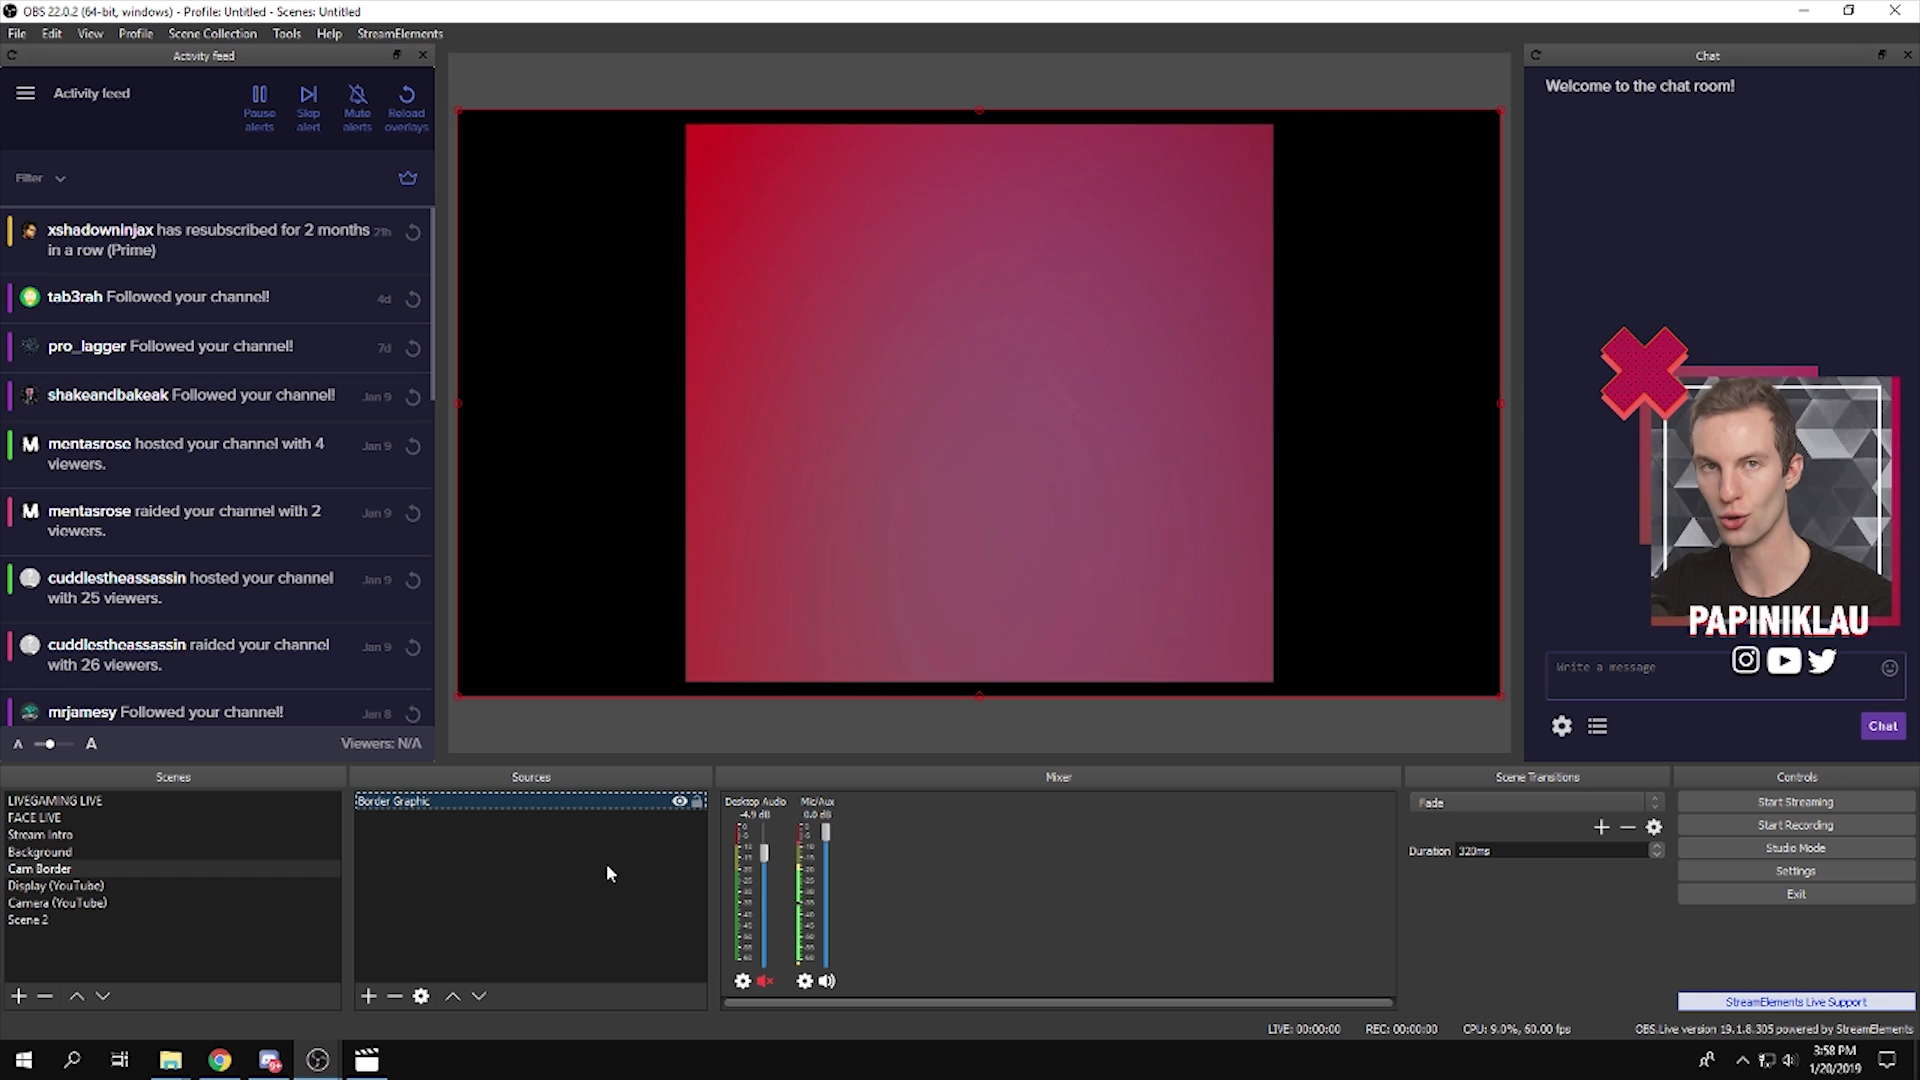 OBS 22.0.2 (64-bit, windows) - Profile: Untitled - Scenes: Untitled
File Edit View Profile Scene Collection Tools Help StreamElements
Activity feed
Activity feed
Pause alerts
Skip alert
Mute alerts
Reload overlays
Filter
xshadowninjax has resubscribed for 2 months 21h
in a row (Prime)
tab3rah Followed your channel! 4d
pro_lagger Followed your channel! 7d
shakeandbakeak Followed your channel! Jan 9
mentasrose hosted your channel with 4 Jan 9
viewers.
mentasrose raided your channel with 2 Jan 9
viewers.
cuddlestheassassin hosted your channel Jan 9
with 25 viewers.
cuddlestheassassin raided your channel Jan 9
with 26 viewers.
mrjamesy Followed your channel! Jan 8
A A Viewers: N/A
Chat
Welcome to the chat room!
PAPINIKLAU
Write a message
Chat
Scenes
LIVEGAMING LIVE
FACE LIVE
Stream Intro
Background
Cam Border
Display (YouTube)
Camera (YouTube)
Scene 2
Sources
Border Graphic
Mixer
Desktop Audio
-4.9 dB
Mic/Aux
0.0 dB
Scene Transitions
Fade
Duration 320ms
Controls
Start Streaming
Start Recording
Studio Mode
Settings
Exit
StreamElements Live Support
LIVE: 00:00:00 REC: 00:00:00 CPU: 9.0%, 60.00 fps OBS.Live version 19.1.8.305 powered by StreamElements
3:58 PM
1/20/2019